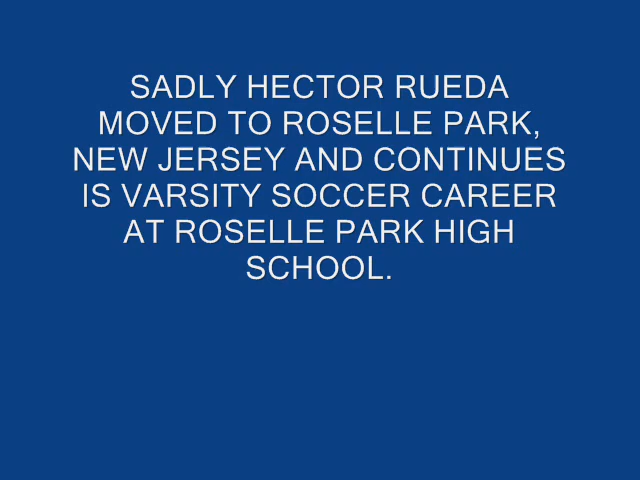 SADLY HECTOR RUEDA
MOVED TO ROSELLE PARK,
NEW JERSEY AND CONTINUES
IS VARSITY SOCCER CAREER
AT ROSELLE PARK HIGH
SCHOOL.